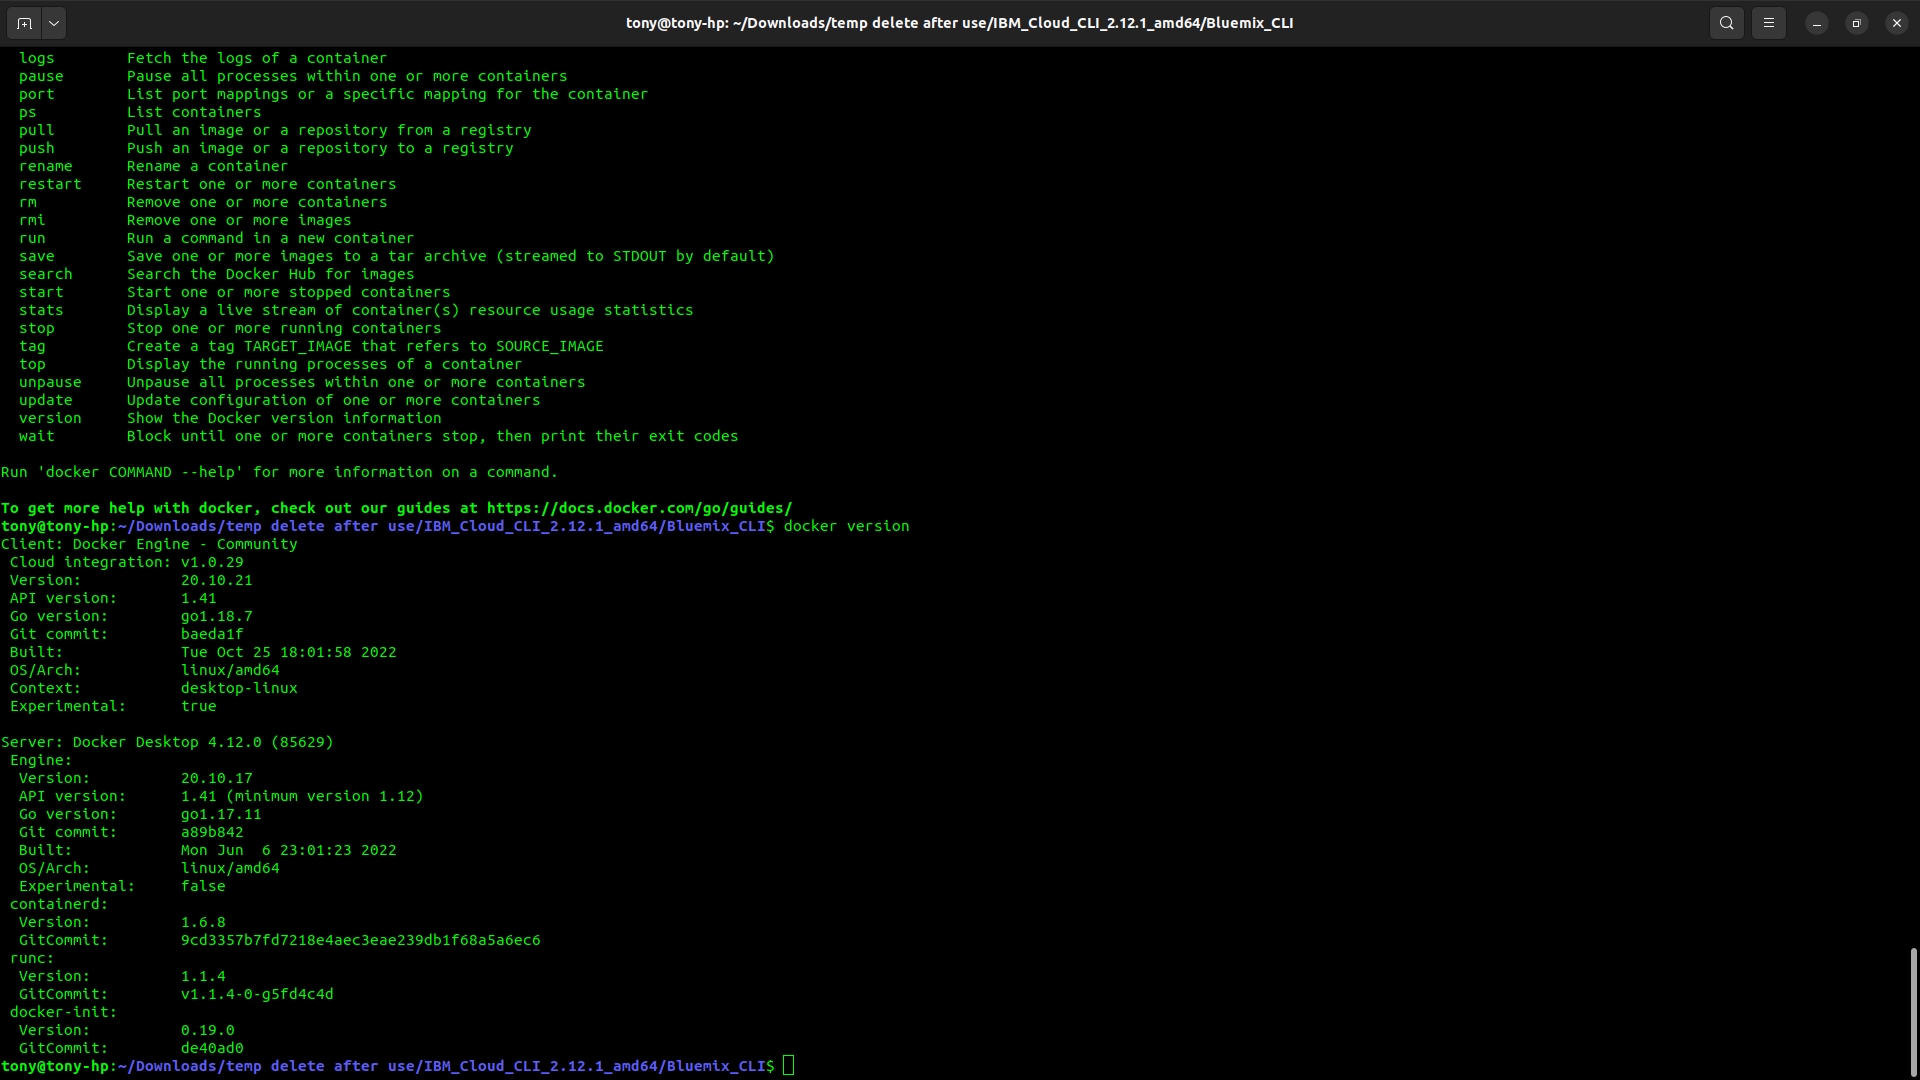 tony@tony-hp: ~/Downloads/temp delete after use/IBM_Cloud_CLI_2.12.1_amd64/Bluemix_CLI
logs        Fetch the logs of a container
pause       Pause all processes within one or more containers
port        List port mappings or a specific mapping for the container
ps          List containers
pull        Pull an image or a repository from a registry
push        Push an image or a repository to a registry
rename      Rename a container
restart     Restart one or more containers
rm          Remove one or more containers
rmi         Remove one or more images
run         Run a command in a new container
save        Save one or more images to a tar archive (streamed to STDOUT by default)
search      Search the Docker Hub for images
start       Start one or more stopped containers
stats       Display a live stream of container(s) resource usage statistics
stop        Stop one or more running containers
tag         Create a tag TARGET_IMAGE that refers to SOURCE_IMAGE
top         Display the running processes of a container
unpause     Unpause all processes within one or more containers
update      Update configuration of one or more containers
version     Show the Docker version information
wait        Block until one or more containers stop, then print their exit codes
Run 'docker COMMAND --help' for more information on a command.
To get more help with docker, check out our guides at https://docs.docker.com/go/guides/
tony@tony-hp:~/Downloads/temp delete after use/IBM_Cloud_CLI_2.12.1_amd64/Bluemix_CLI$ docker version
Client: Docker Engine - Community
Cloud integration: v1.0.29
Version:           20.10.21
API version:       1.41
Go version:        go1.18.7
Git commit:        baeda1f
Built:             Tue Oct 25 18:01:58 2022
OS/Arch:           linux/amd64
Context:           desktop-linux
Experimental:      true
Server: Docker Desktop 4.12.0 (85629)
Engine:
Version:          20.10.17
API version:      1.41 (minimum version 1.12)
Go version:       go1.17.11
Git commit:       a89b842
Built:            Mon Jun  6 23:01:23 2022
OS/Arch:          linux/amd64
Experimental:     false
containerd:
Version:          1.6.8
GitCommit:        9cd3357b7fd7218e4aec3eae239db1f68a5a6ec6
runc:
Version:          1.1.4
GitCommit:        v1.1.4-0-g5fd4c4d
docker-init:
Version:          0.19.0
GitCommit:        de40ad0
tony@tony-hp:~/Downloads/temp delete after use/IBM_Cloud_CLI_2.12.1_amd64/Bluemix_CLI$